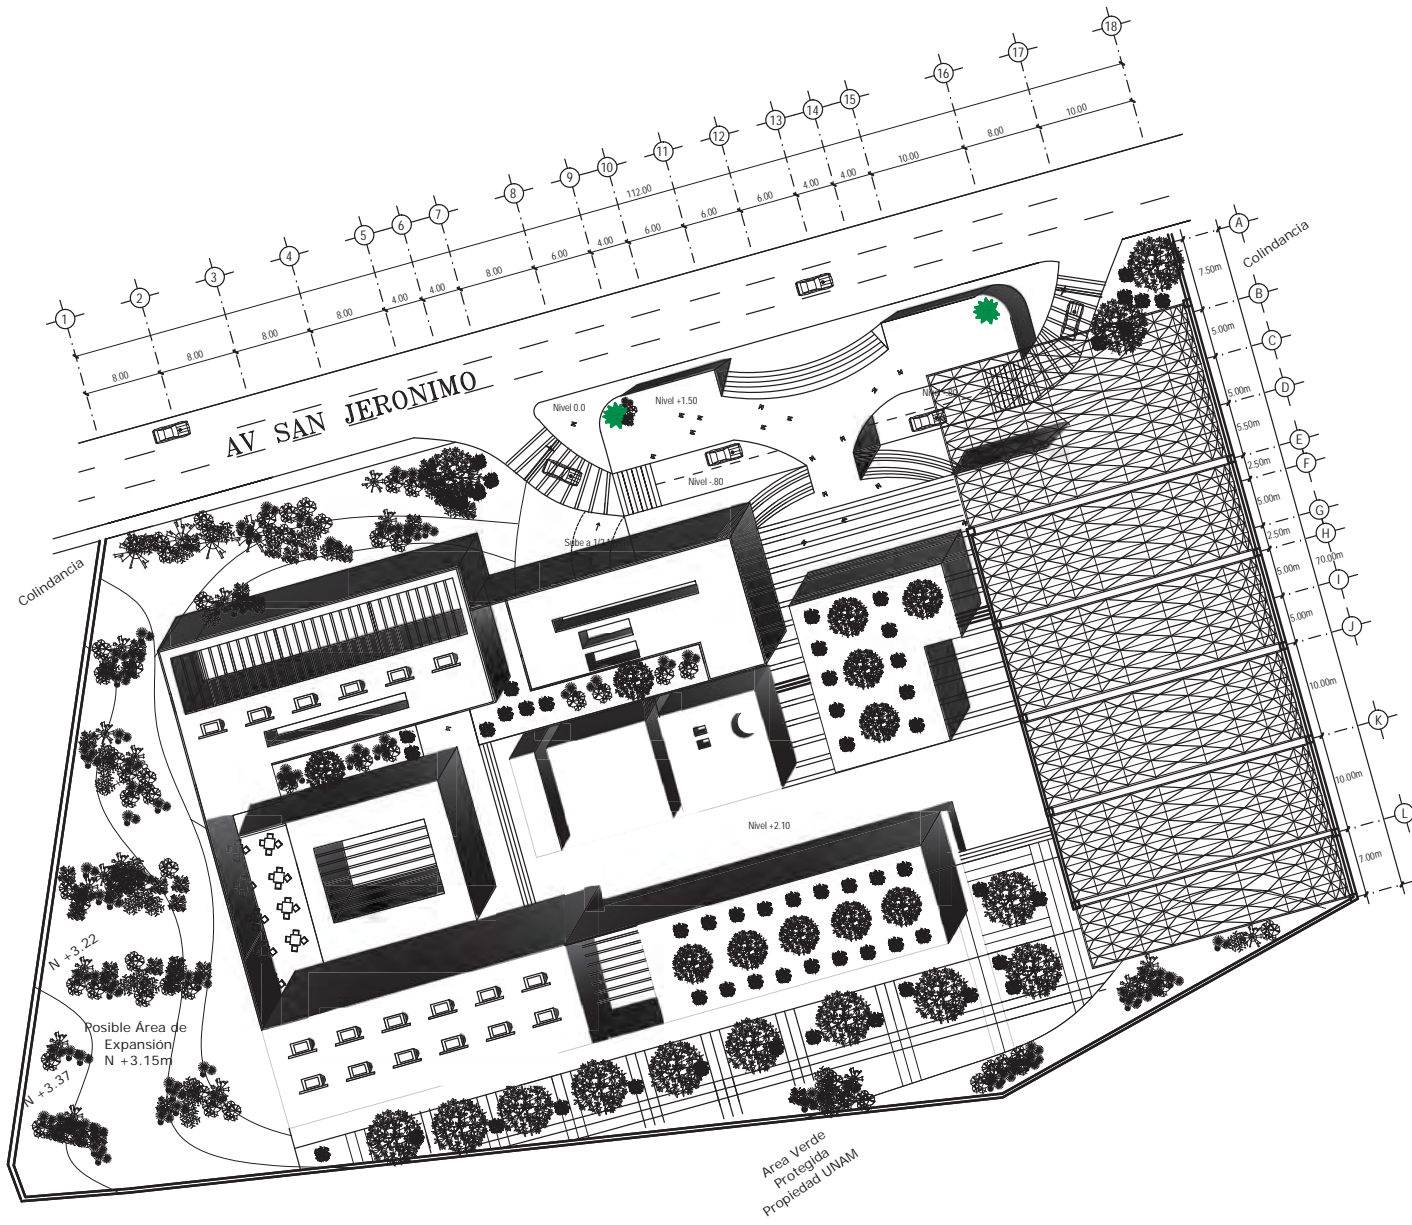 18
17
16
15
14
13
12
11
10
9
8
7
6
5
4
3
2
1
10.00
8.00
10.00
4.00
4.00
6.00
6.00
112.00
6.00
4.00
6.00
8.00
4.00
4.00
8.00
8.00
8.00
8.00
AV SAN JERONIMO
A
B
C
D
E
F
G
H
I
J
K
L
Colindancia
7.50m
5.00m
5.00m
5.50m
2.50m
5.00m
2.50m
70.00m
5.00m
5.00m
10.00m
10.00m
7.00m
Nivel 0.0
Nivel +1.50
Nivel -.80
Sube a
Nivel +2.10
Colindancia
N +3.22
Posible Área de
Expansión
N +3.15m
N +3.37
Area Verde
Protegida
Propiedad UNAM